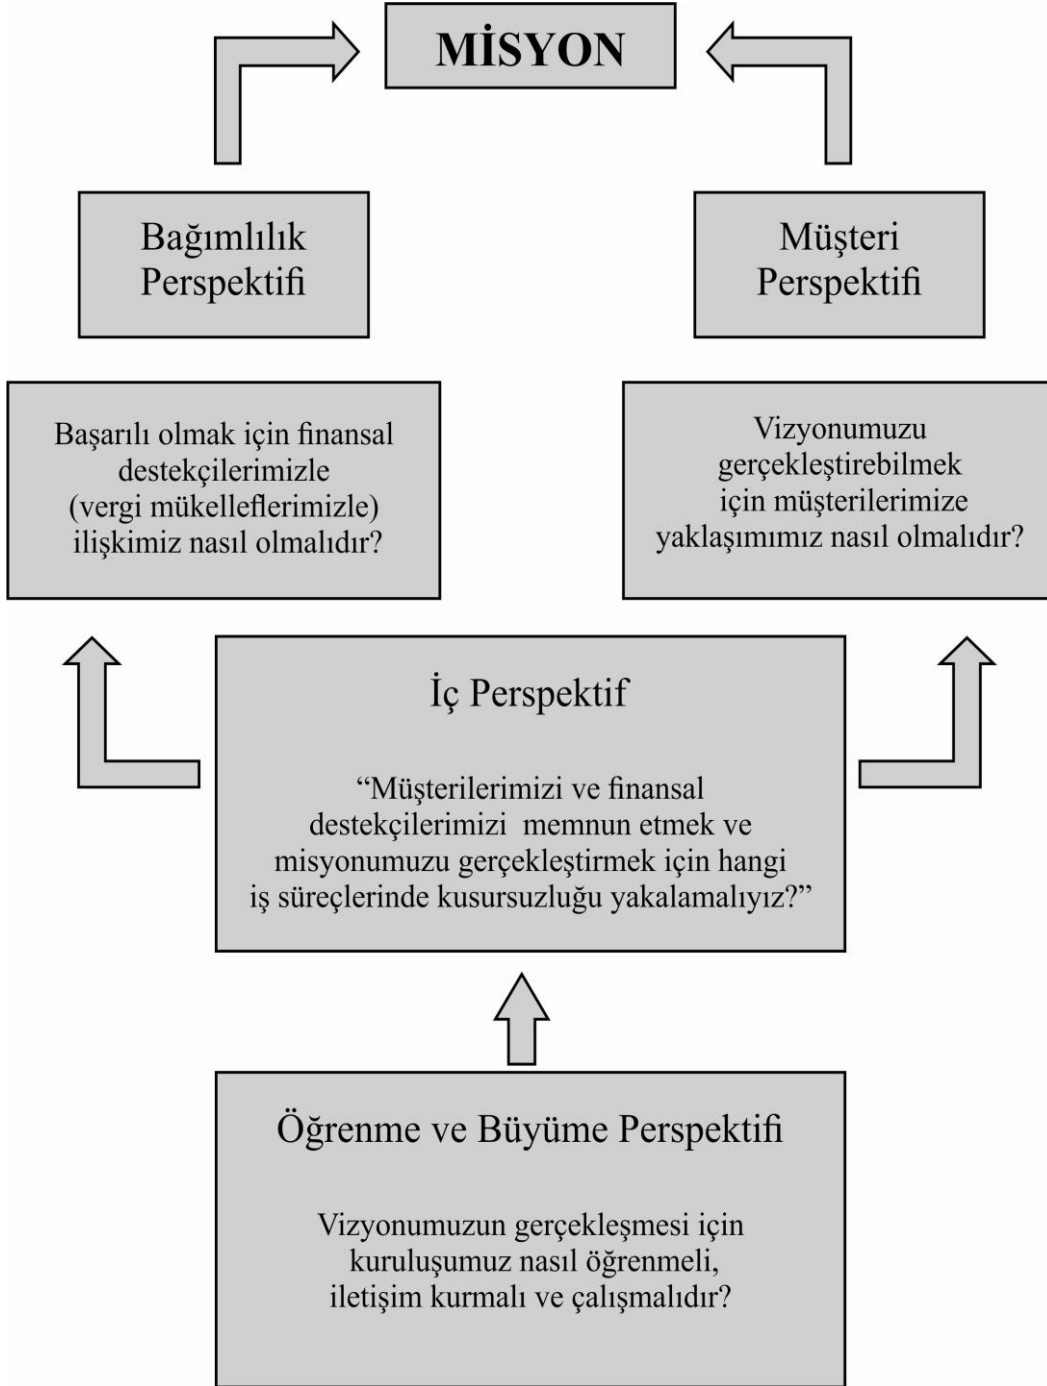 MİSYON
Bağımlılık
Perspektifi
Müşteri
Perspektifi
Başarılı olmak için finansal
destekçilerimizle
(vergi mükelleflerimizle)
ilişkimiz nasıl olmalıdır?
Vizyonumuzu
gerçekleştirebilmek
için müşterilerimize
yaklaşımımız nasıl olmalıdır?
İç Perspektif
“Müşterilerimizi ve finansal
destekçilerimizi memnun etmek ve
misyonumuzu gerçekleştirmek için hangi
iş süreçlerinde kusursuzluğu yakalamalıyız?”
Öğrenme ve Büyüme Perspektifi
Vizyonumuzun gerçekleşmesi için
kuruluşumuz nasıl öğrenmeli,
iletişim kurmalı ve çalışmalıdır?